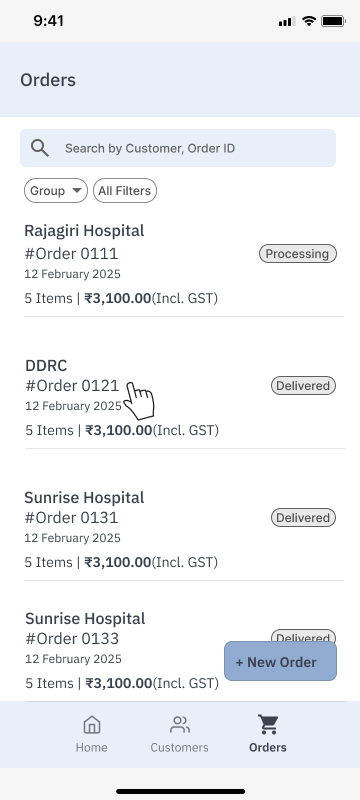 9:41
Orders
Search by Customer, Order ID
Group
All Filters
Rajagiri Hospital
#Order 0111
Processing
12 February 2025
5 Items | ₹3,100.00(Incl. GST)
DDRC
#Order 0121
Delivered
12 February 2025
5 Items | ₹3,100.00(Incl. GST)
Sunrise Hospital
#Order 0131
Delivered
12 February 2025
5 Items | ₹3,100.00(Incl. GST)
Sunrise Hospital
#Order 0133
Delivered
12 February 2025
+ New Order
5 Items | ₹3,100.00(Incl. GST)
Home
Customers
Orders